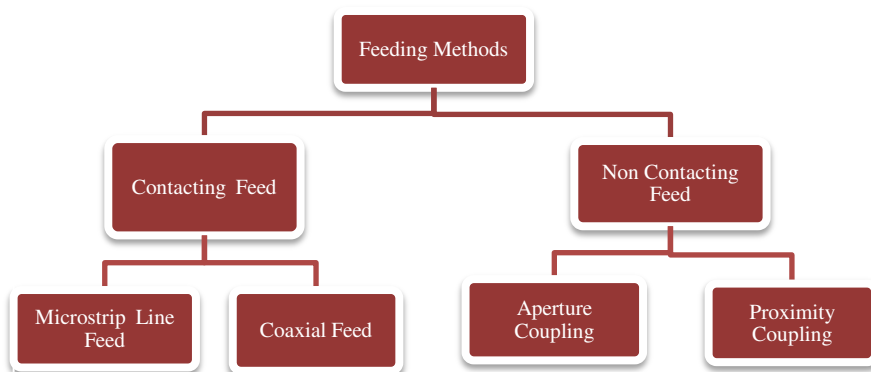 Feeding Methods
Contacting Feed
Non Contacting
Feed
Microstrip Line
Feed
Coaxial Feed
Aperture
Coupling
Proximity
Coupling